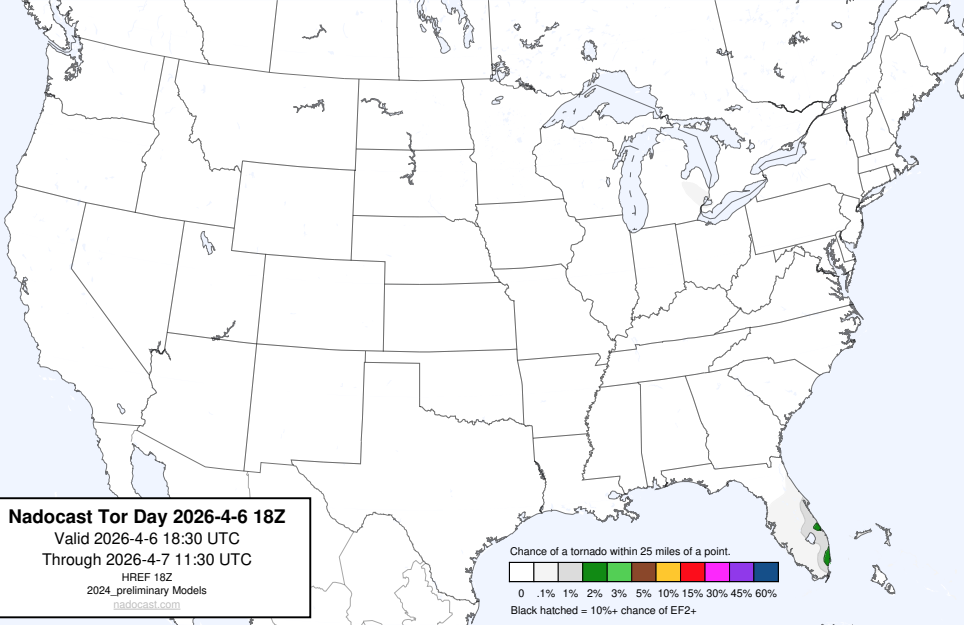 Nadocast Tor Day 2026-4-6 18Z
Valid 2026-4-6 18:30 UTC
Through 2026-4-7 11:30 UTC
HREF 18Z
2024_preliminary Models
nadocast.com
Chance of a tornado within 25 miles of a point.
0 .1% 1% 2% 3% 5% 10% 15% 30% 45% 60%
Black hatched = 10%+ chance of EF2+